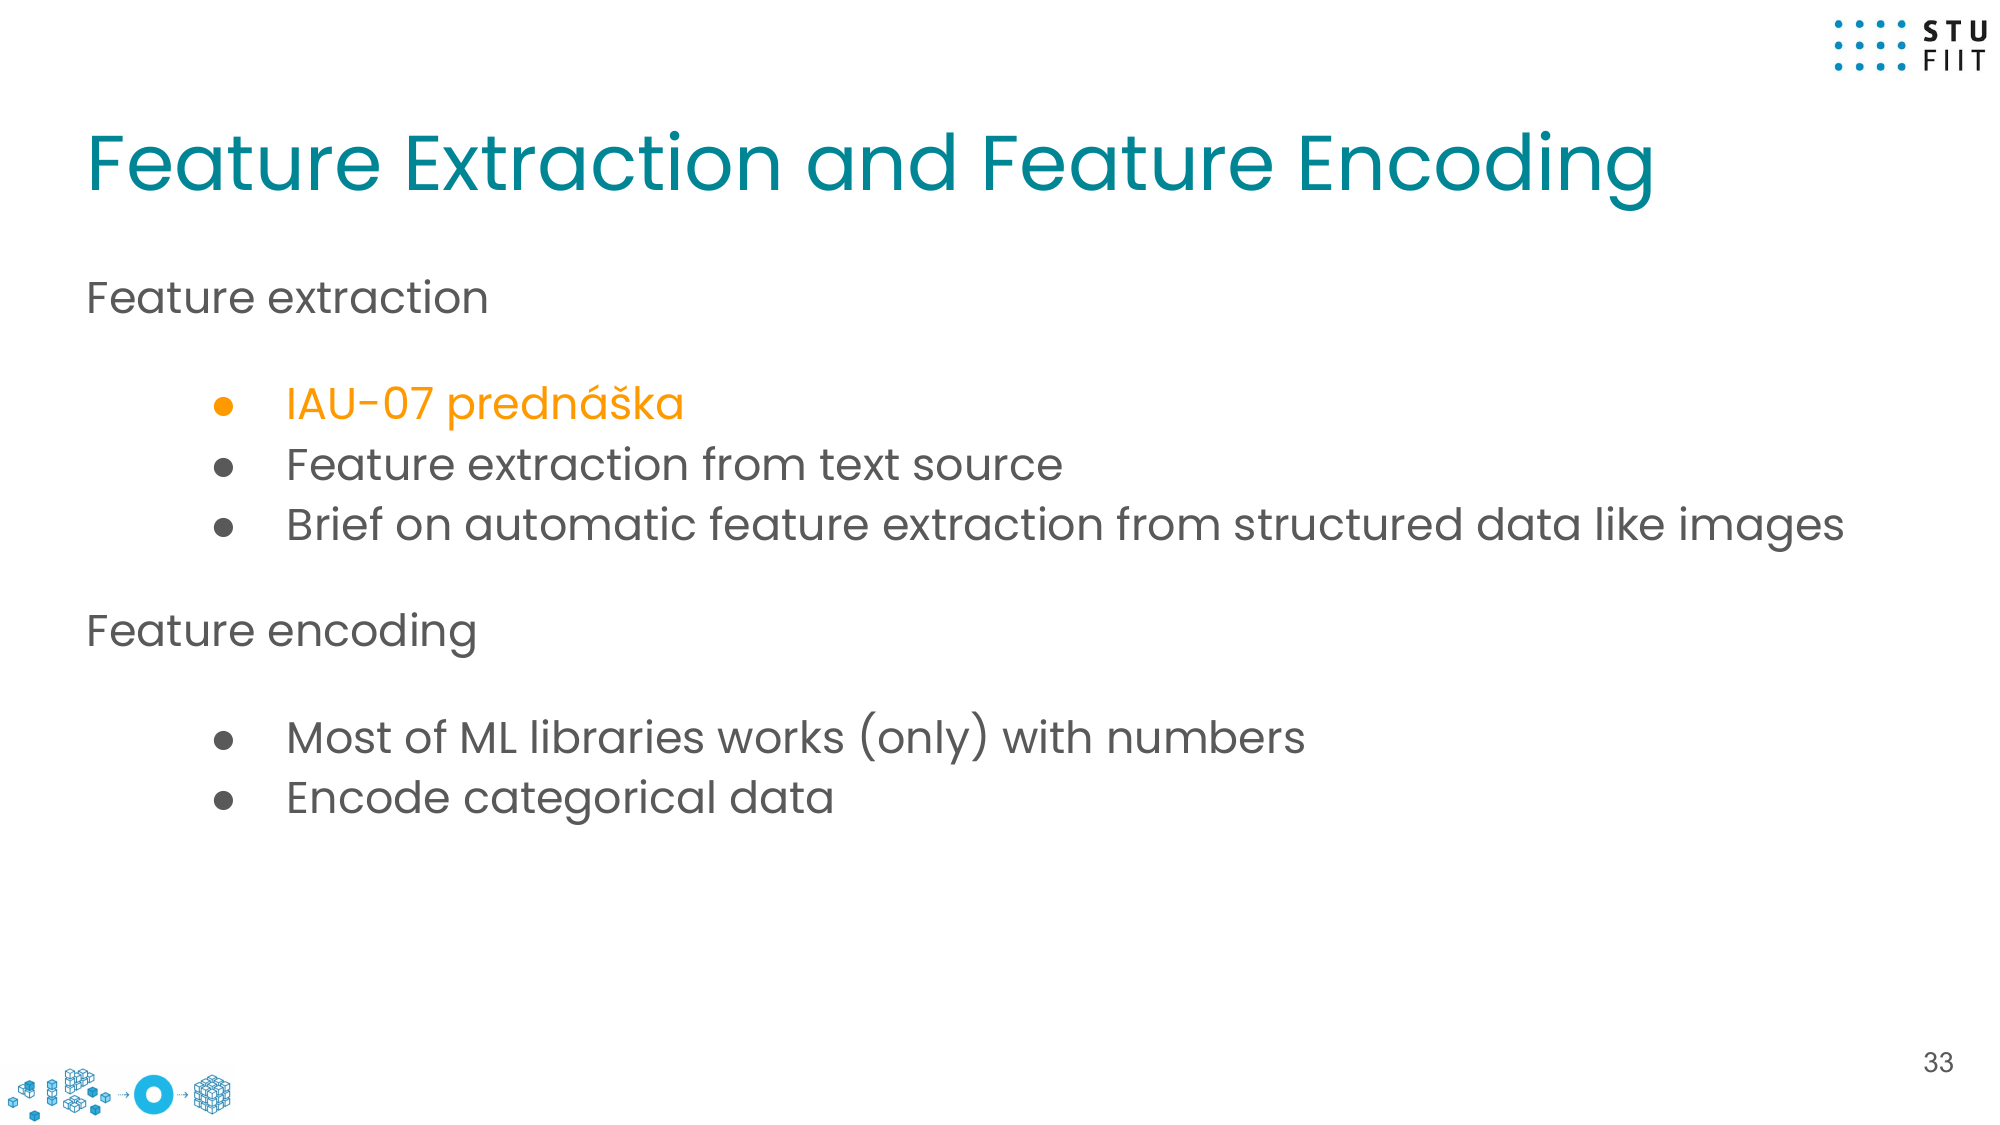 STU
FIIT
Feature Extraction and Feature Encoding
Feature extraction
● IAU-07 prednáška
● Feature extraction from text source
● Brief on automatic feature extraction from structured data like images
Feature encoding
● Most of ML libraries works (only) with numbers
● Encode categorical data
33